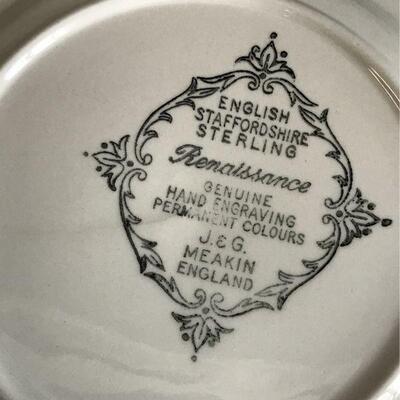 ENGLISH
STAFFORDSHIRE
STERLING
Renaissance
GENUINE
HAND ENGRAVING
PERMANENT COLOURS
J. & G.
MEAKIN
ENGLAND